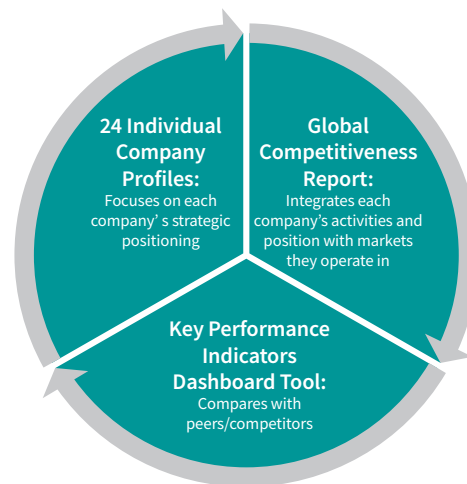 24 Individual
Company
Profiles:
Focuses on each
company’ s strategic
positioning
Global
Competitiveness
Report:
Integrates each
company’s activities and
position with markets
they operate in
Key Performance
Indicators
Dashboard Tool:
Compares with
peers/competitors